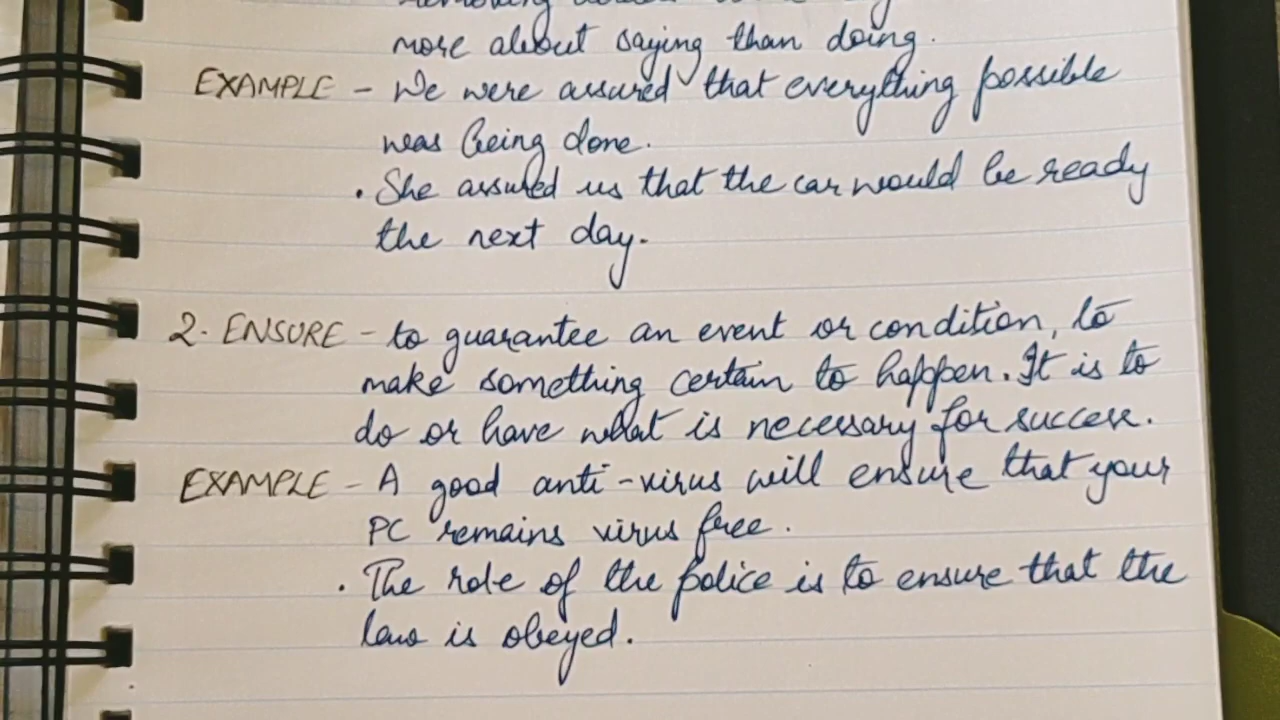 more about saying than doing.
EXAMPLE - We were assured that everything possible
was being done.
. She assured us that the car would be ready
the next day.
2. ENSURE - to guarantee an event or condition, to
make something certain to happen. It is to
do or have what is necessary for success.
EXAMPLE - A good anti-virus will ensure that your
PC remains virus free.
. The role of the police is to ensure that the
law is obeyed.